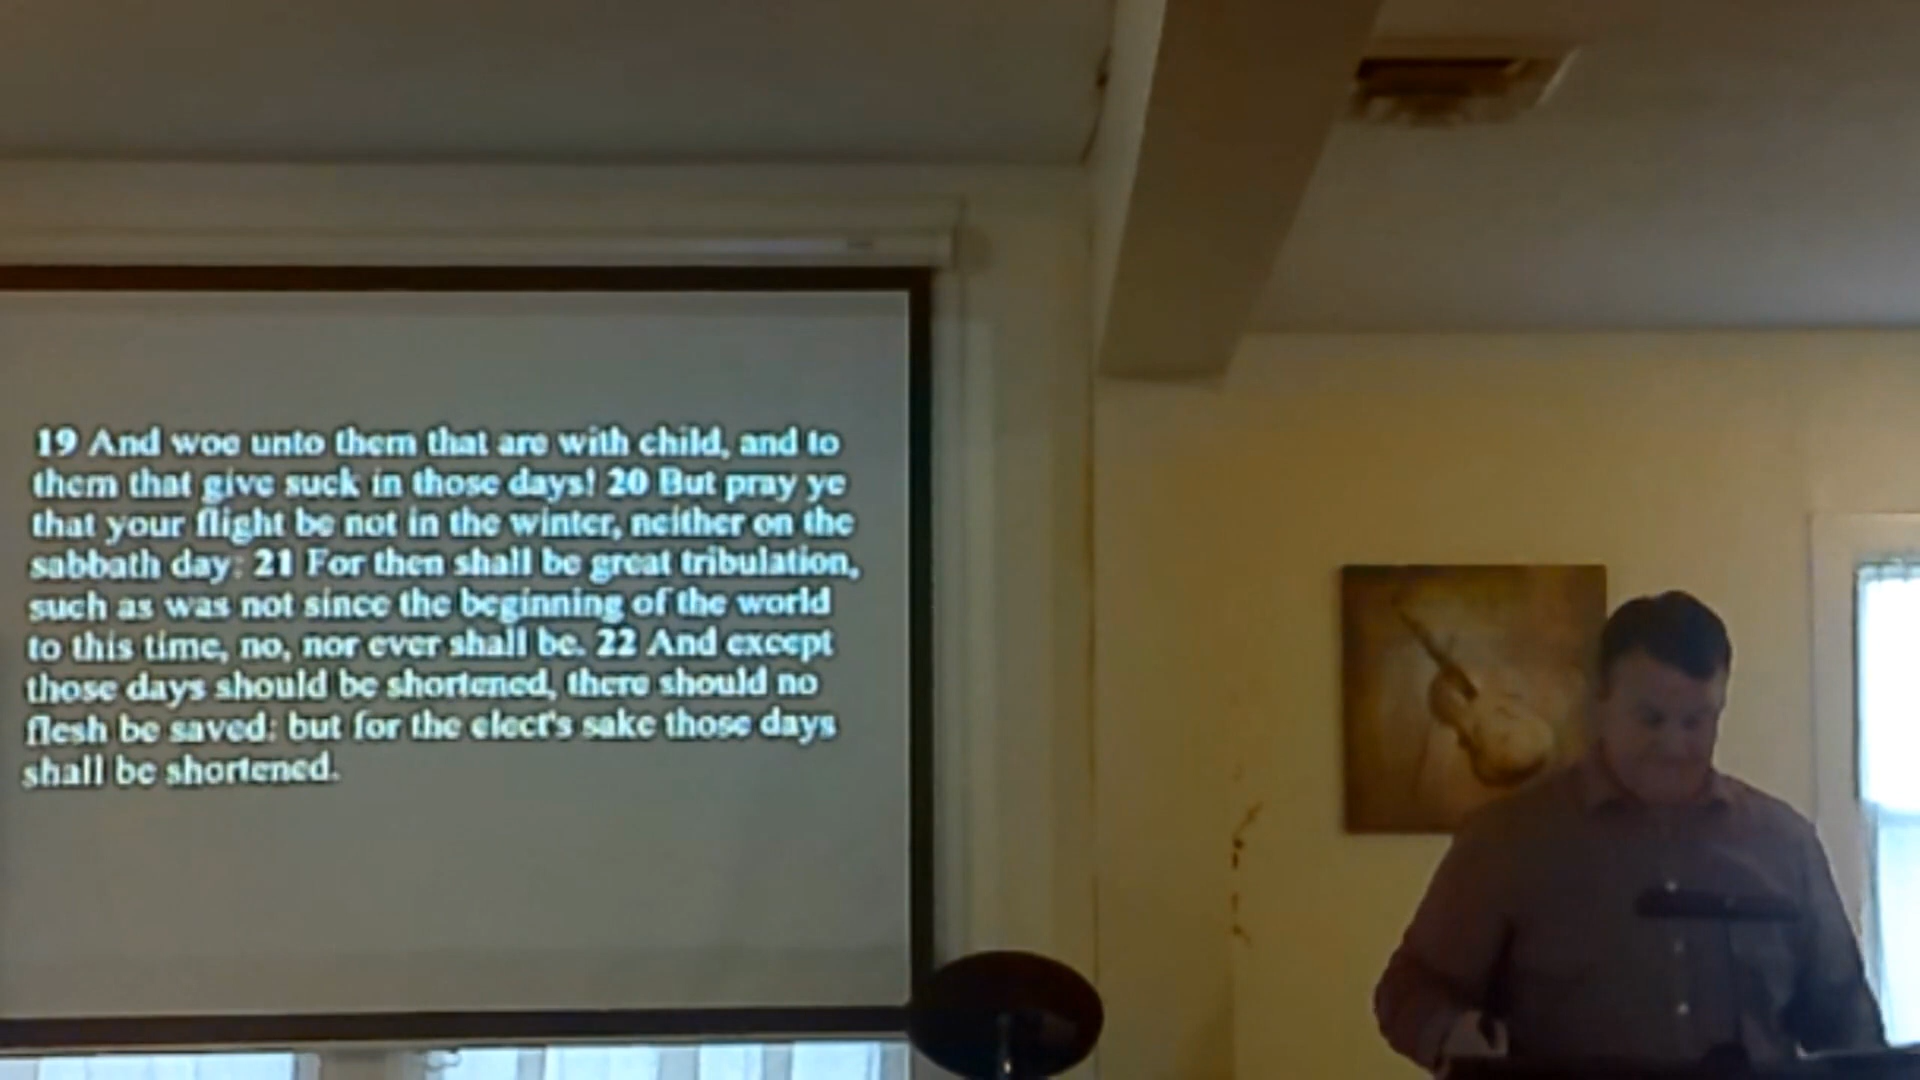 19 And woe unto them that are with child, and to
them that give suck in those days! 20 But pray ye
that your flight be not in the winter, neither on the
sabbath day: 21 For then shall be great tribulation,
such as was not since the beginning of the world
to this time, no, nor ever shall be. 22 And except
those days should be shortened, there should no
flesh be saved: but for the elect's sake those days
shall be shortened.